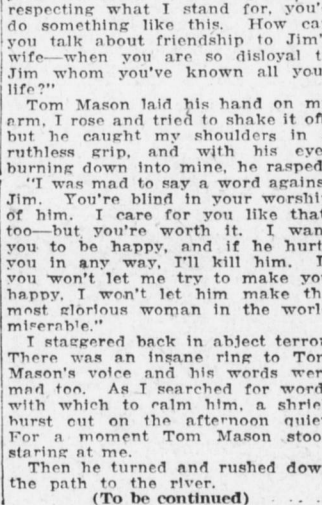 respecting what I stand for, you'
do something like this. How ca
you talk about friendship to Jim'
wife—when you are so disloyal t
Jim whom you've known all you
life?"
Tom Mason laid his hand on m
arm, I rose and tried to shake it of
but he caught my shoulders in
ruthless grip, and with his eye
burning down into mine, he rasped
"I was mad to say a word agains
Jim. You're blind in your worshi
of him. I care for you like tha
too—but you're worth it. I wan
you to be happy, and if he hurt
you in any way, I'll kill him. I
you won't let me try to make yo
happy, I won't let him make th
most glorious woman in the worl
miserable."
I staggered back in abject terro
There was an insane ring to Tom
Mason's voice and his words wer
mad too. As I searched for word
with which to calm him, a shrie
burst out on the afternoon quie
For a moment Tom Mason stoo
staring at me.
Then he turned and rushed dow
the path to the river.
(To be continued)